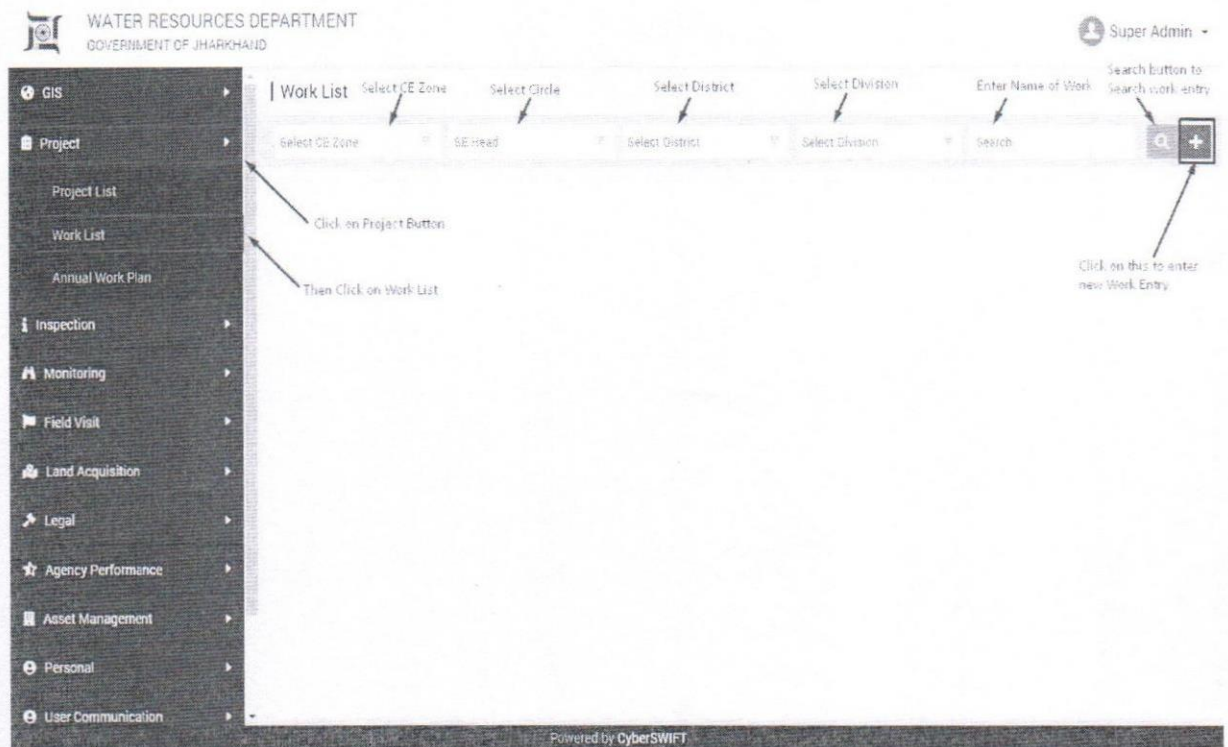 WATER RESOURCES DEPARTMENT
GOVERNMENT OF JHARKHAND
Super Admin
GIS
Project
Project List
Work List
Annual Work Plan
Inspection
Monitoring
Field Visit
Land Acquisition
Legal
Agency Performance
Asset Management
Personal
User Communication
Work List
Select CE Zone
Select Circle
Select District
Select Division
Enter Name of Work
Search button to
Search work entry
Select CE Zone
SE Head
Select District
Select Division
Search
Click on Project Button
Then Click on Work List
Click on this to enter
new Work Entry
Powered by CyberSWIFT